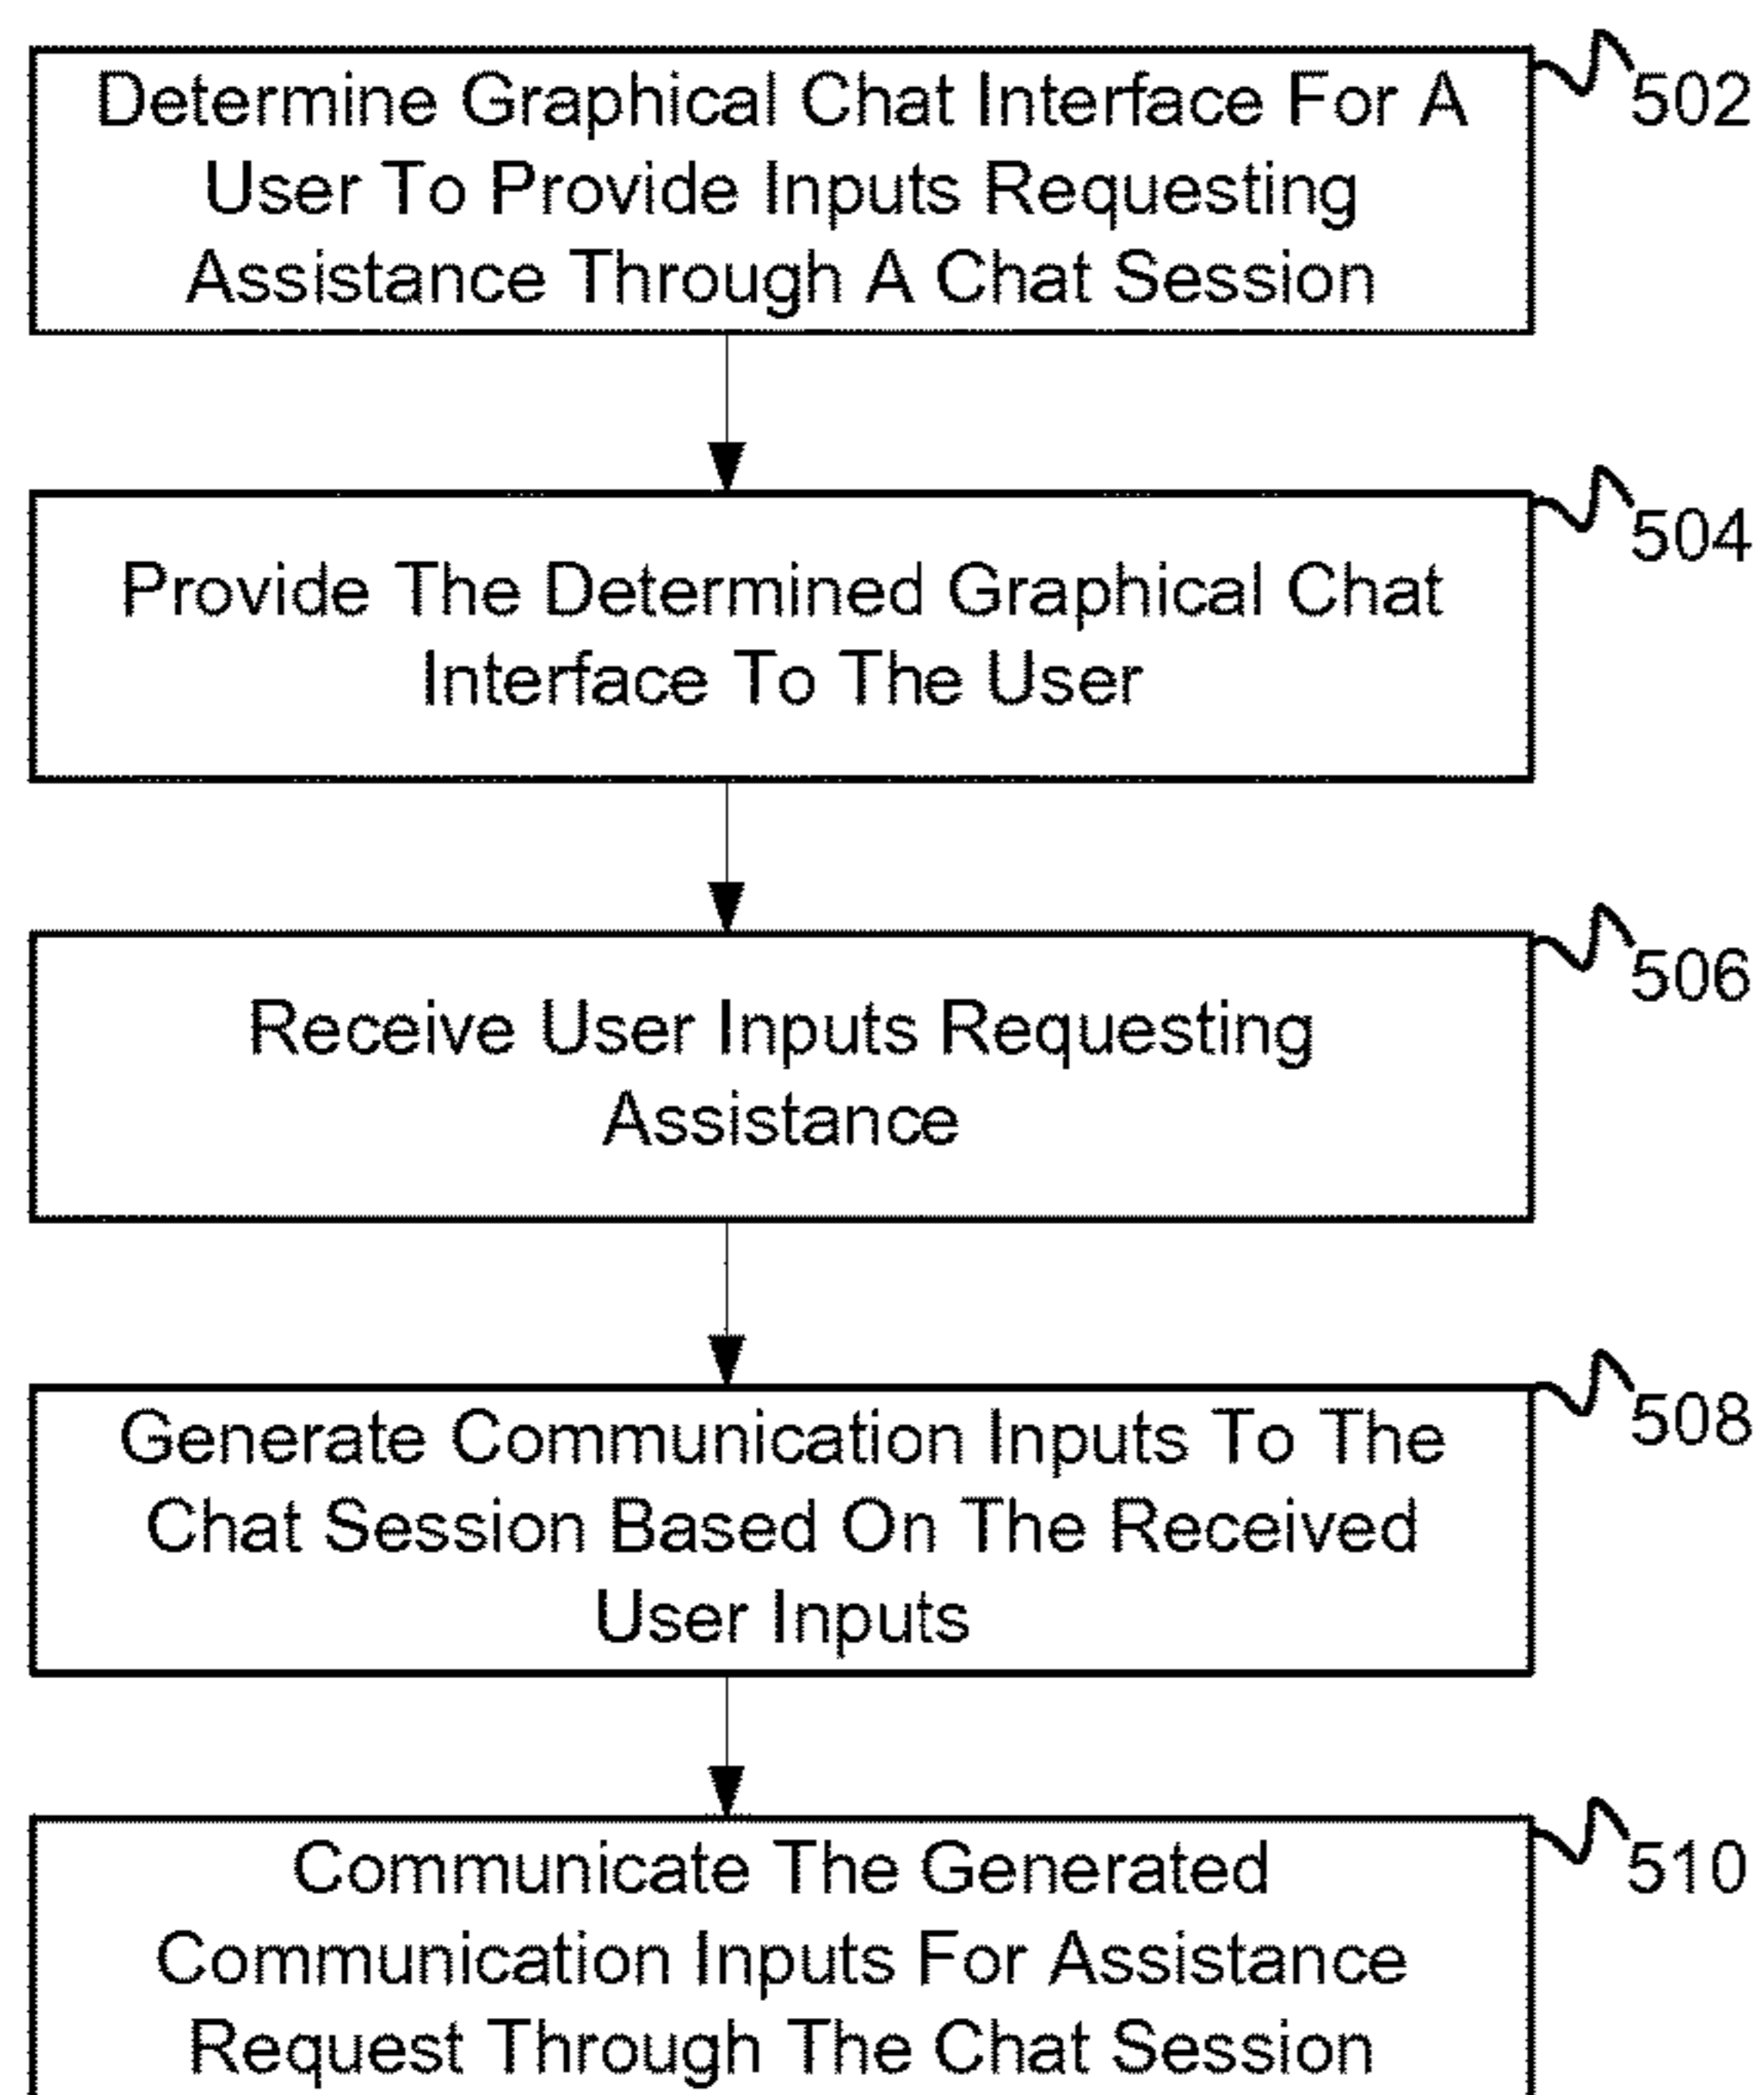 Determine Graphical Chat Interface For A
User To Provide Inputs Requesting
Assistance Through A Chat Session
502
Provide The Determined Graphical Chat
Interface To The User
504
Receive User Inputs Requesting
Assistance
506
Generate Communication Inputs To The
Chat Session Based On The Received
User Inputs
508
Communicate The Generated
Communication Inputs For Assistance
Request Through The Chat Session
510